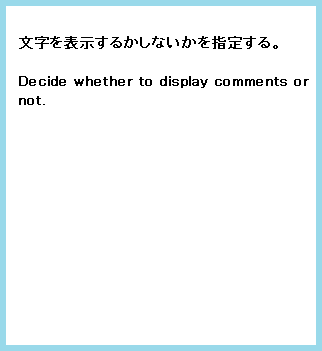 文字を表示するかしないかを指定する。
Decide whether to display comments or
not.